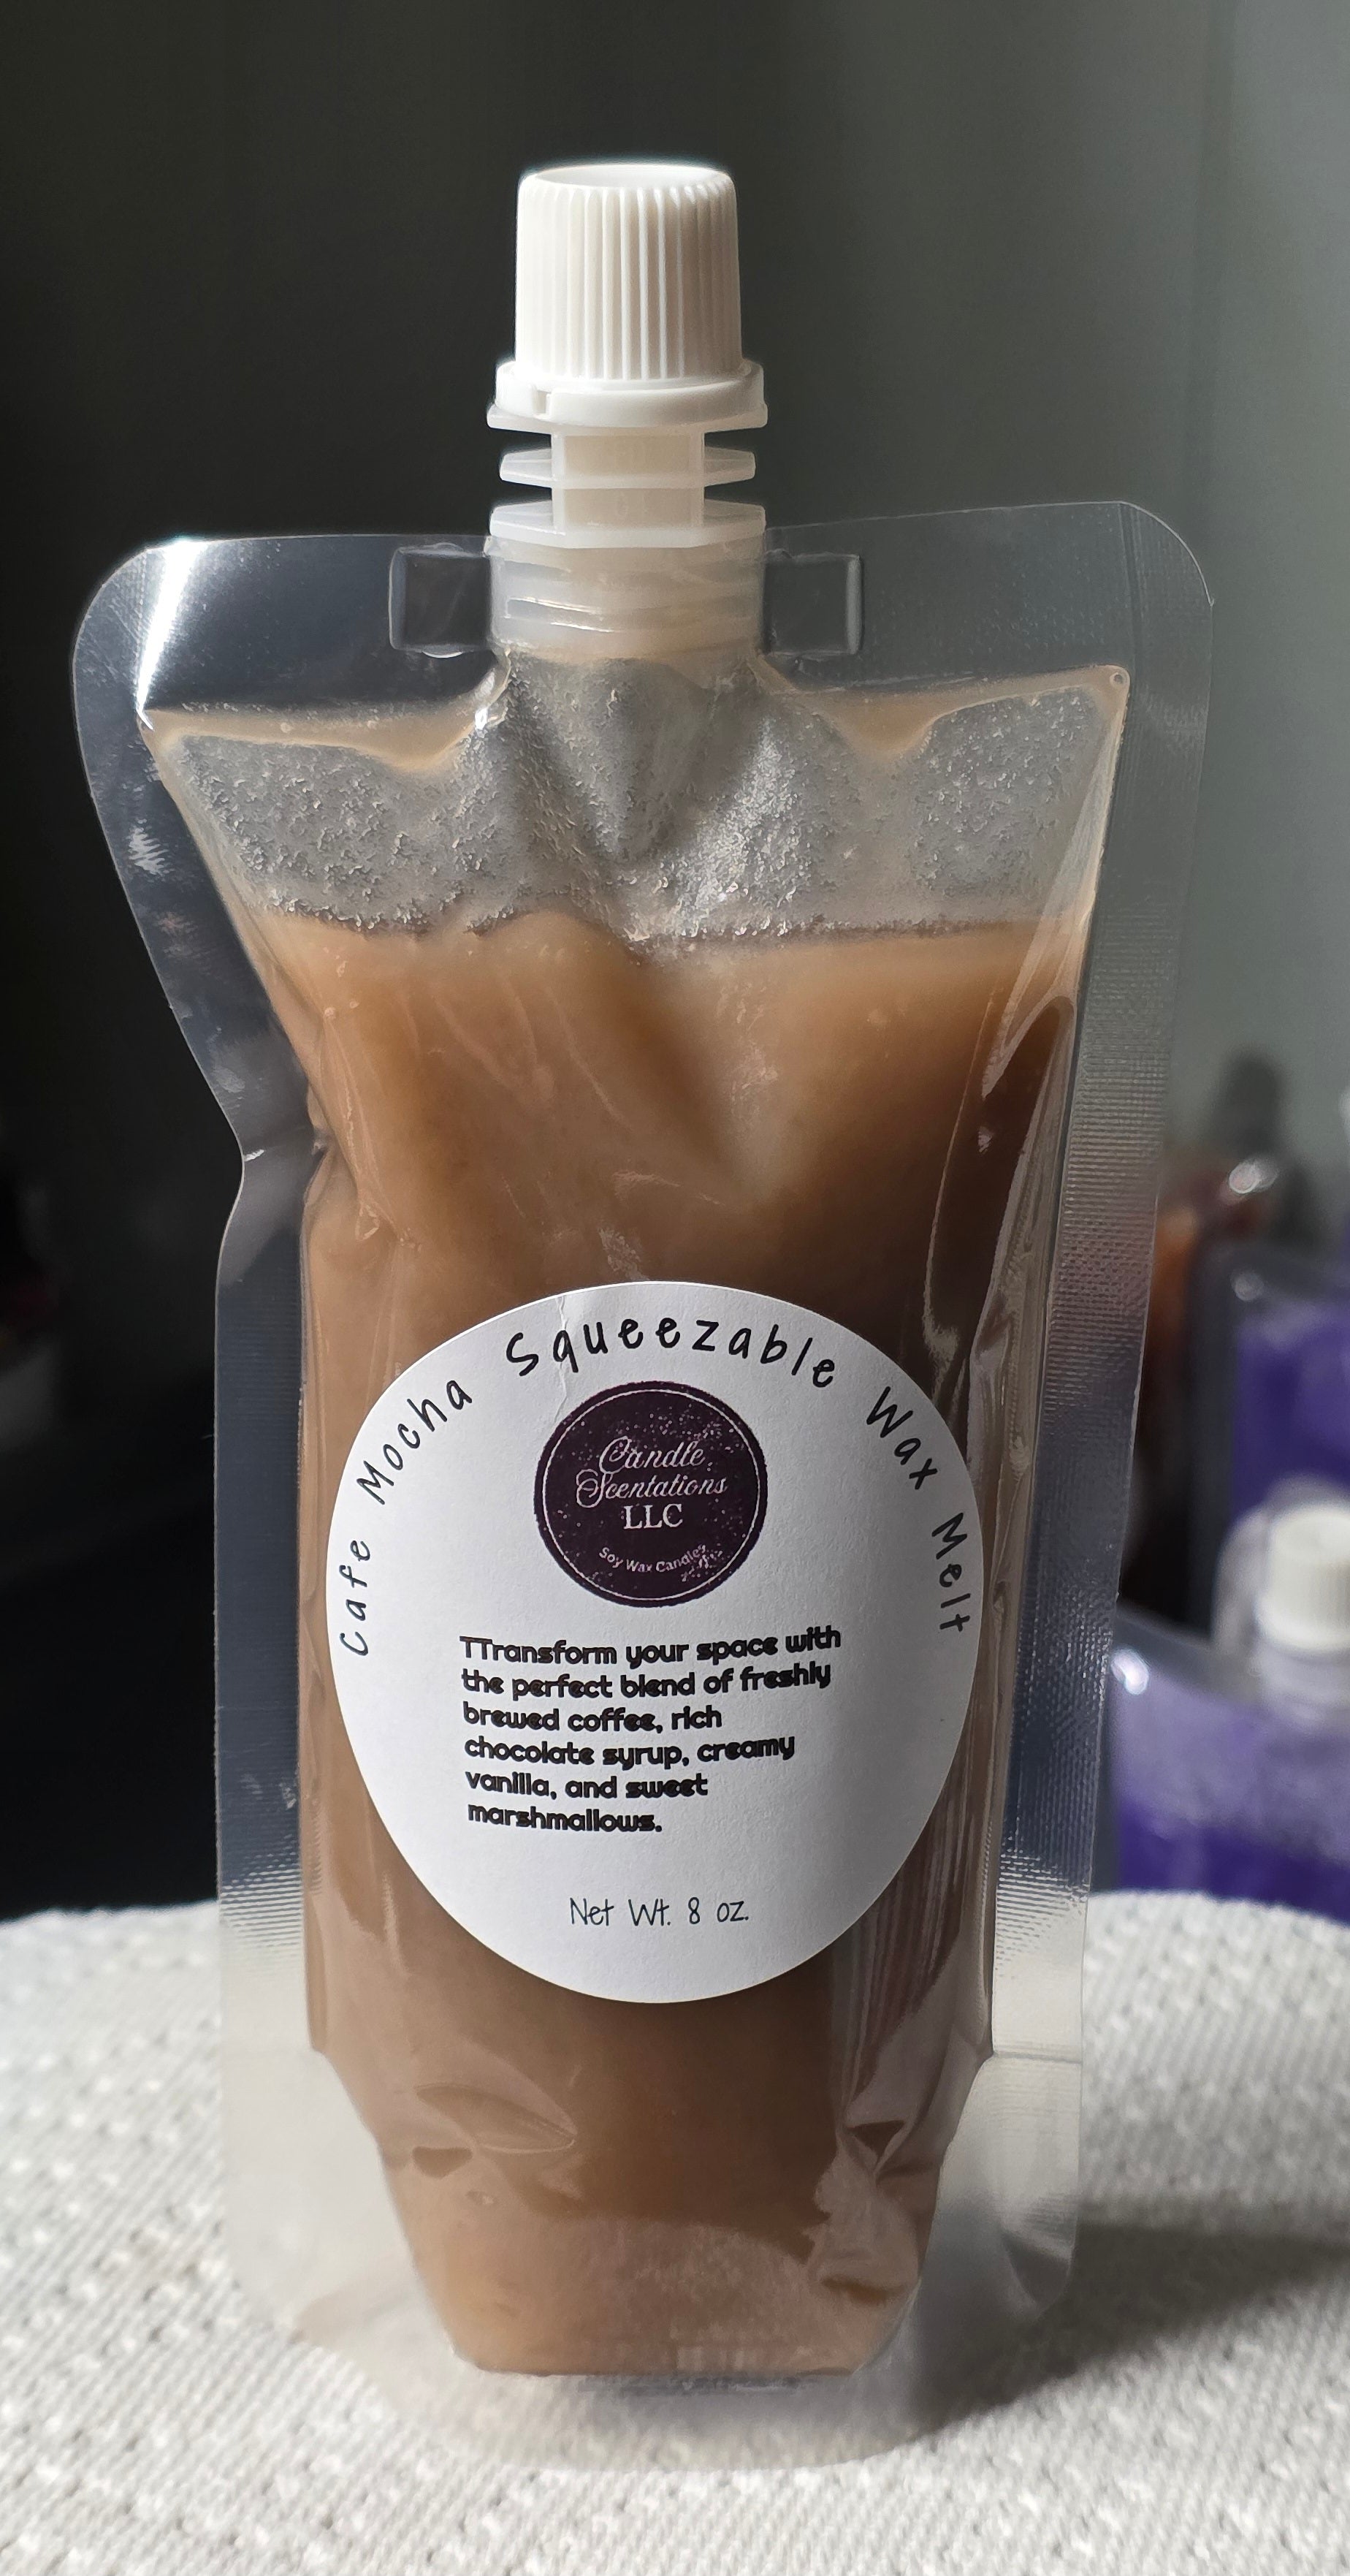 Cafe Mocha Squeezable Wax Melt
Candle
Scentations
LLC
Soy Wax Candles
TTransform your space with
the perfect blend of freshly
brewed coffee, rich
chocolate syrup, creamy
vanilla, and sweet
marshmallows.
Net Wt. 8 oz.